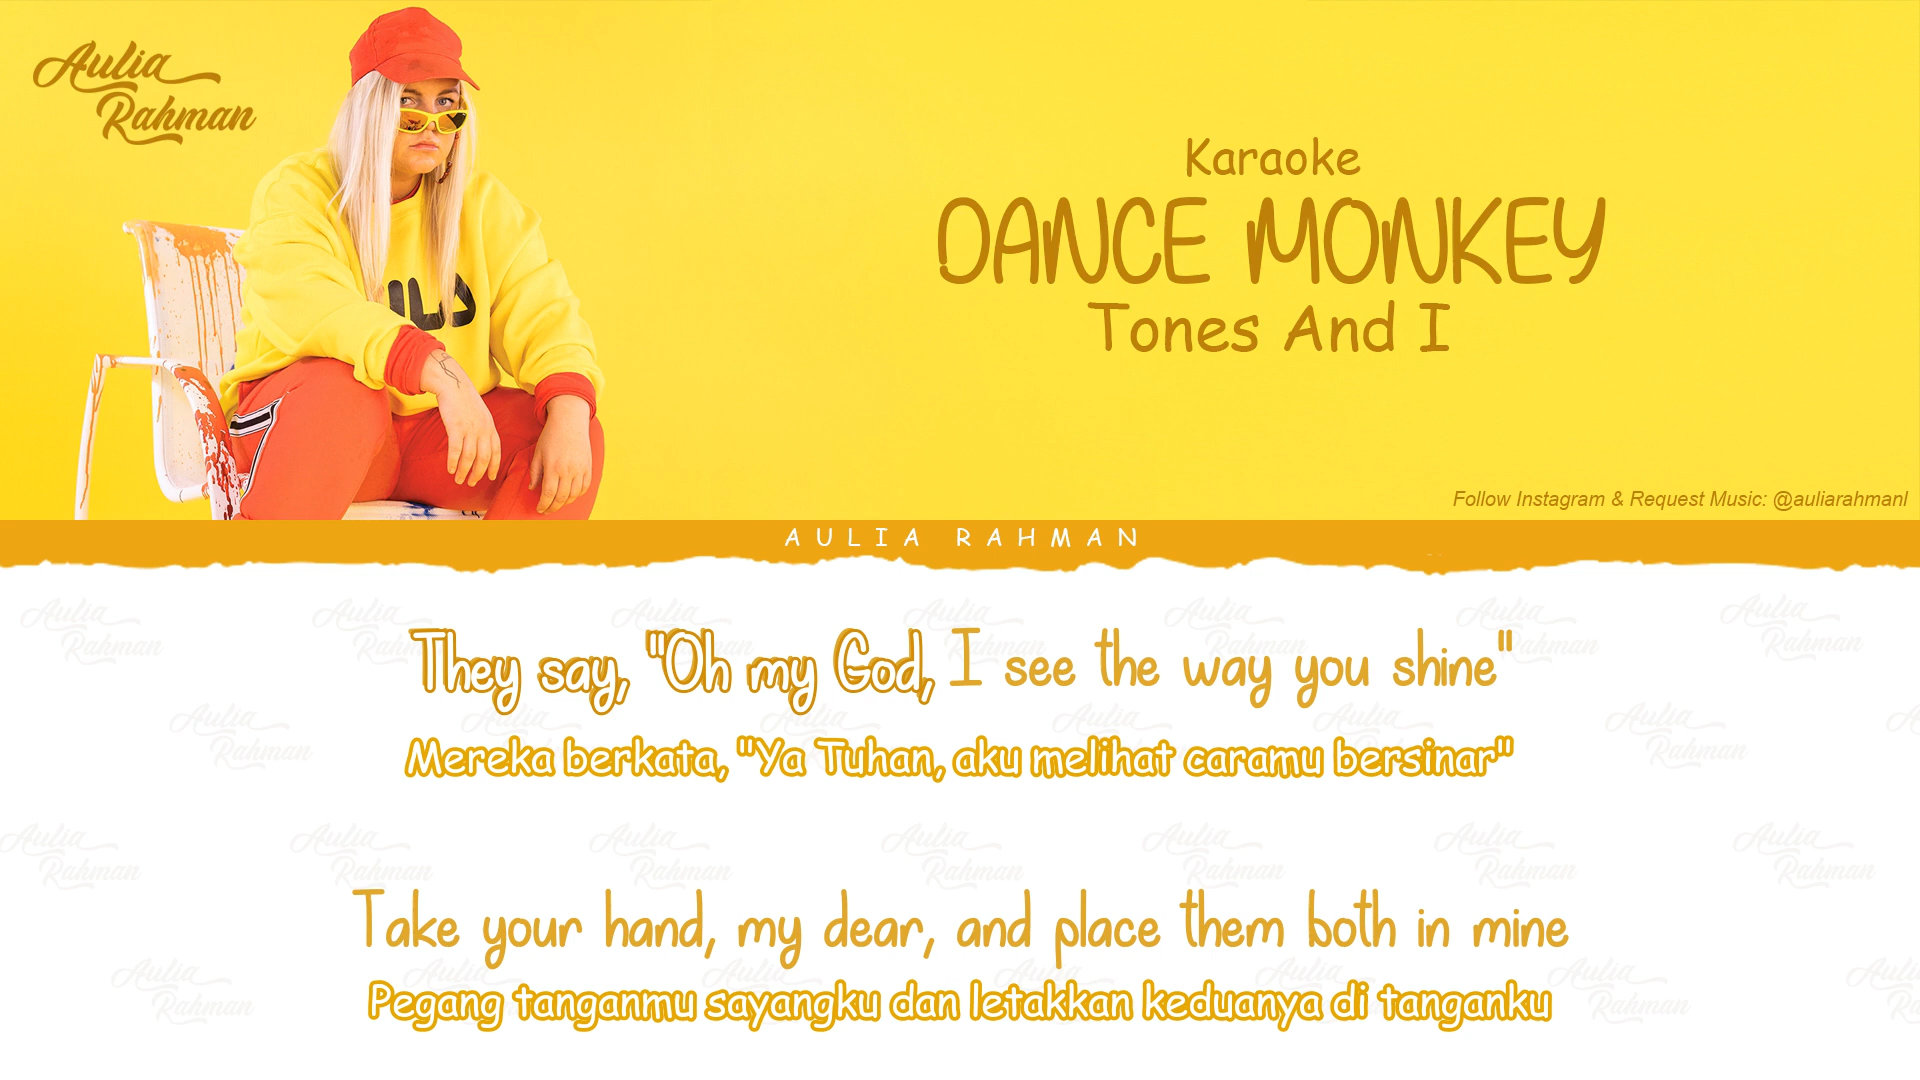 Aulia
Rahman
Karaoke
DANCE MONKEY
Tones And I
Follow Instagram & Request Music: @auliarahmanl
AULIA RAHMAN
They say, "Oh my God, I see the way you shine"
Mereka berkata, "Ya Tuhan, aku melihat caramu bersinar"
Take your hand, my dear, and place them both in mine
Pegang tanganmu sayangku dan letakkan keduanya di tanganku